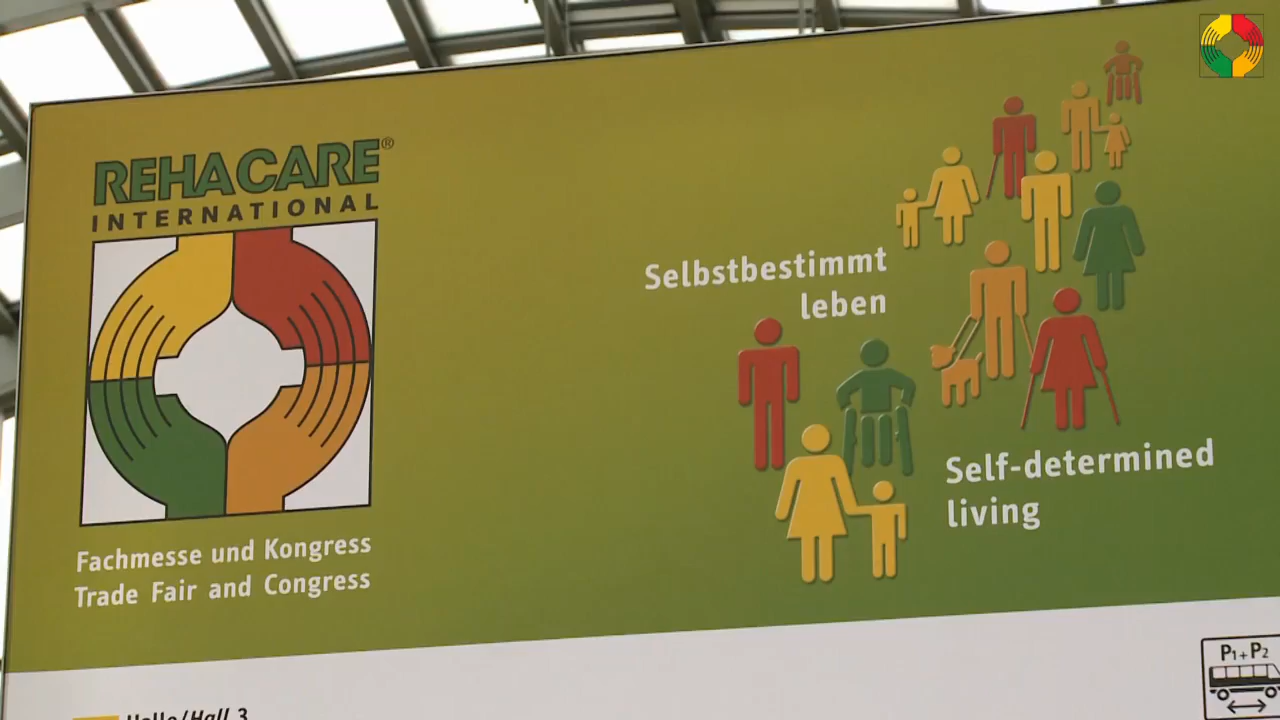 REHACARE®
INTERNATIONAL
Selbstbestimmt
leben
Self-determined
living
Fachmesse und Kongress
Trade Fair and Congress
P1+P2
Halle/Hall 3